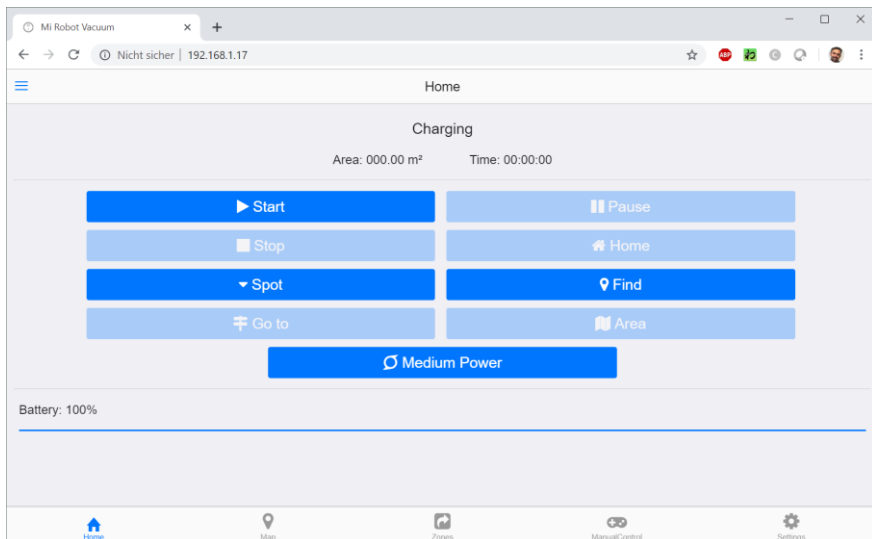 Mi Robot Vacuum
Nicht sicher | 192.168.1.17
ABP
Home
Charging
Area: 000.00 m² Time: 00:00:00
Start Pause
Stop Home
Spot Find
Go to Area
Medium Power
Battery: 100%
Home Map Zones ManualControl Settings